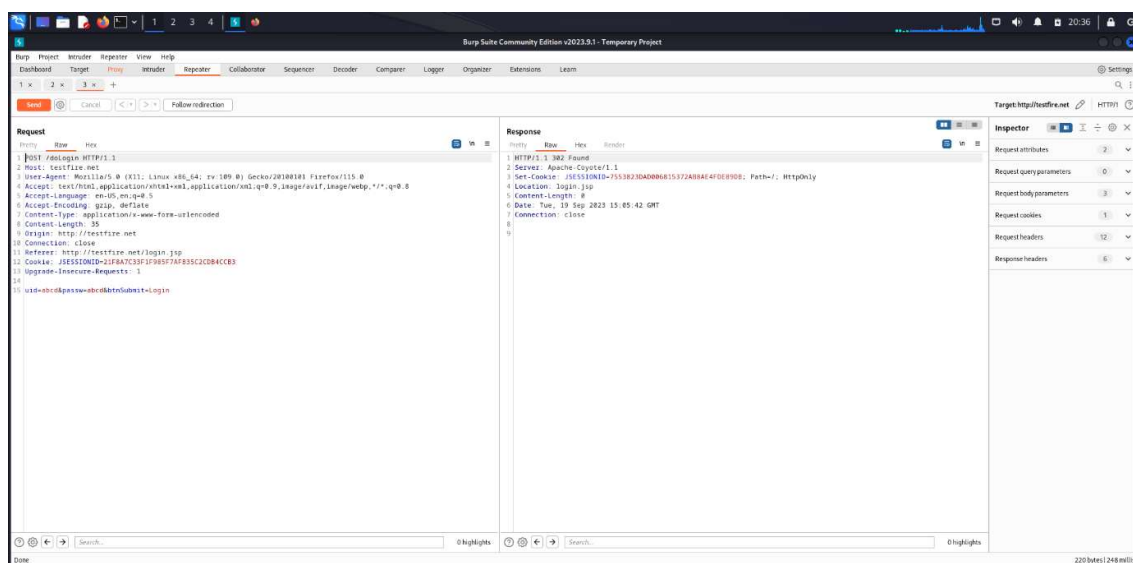 1 2 3 4
20:36
Burp Suite Community Edition v2023.9.1 - Temporary Project
Burp Project Intruder Repeater View Help
Dashboard Target Proxy Intruder Repeater Collaborator Sequencer Decoder Comparer Logger Organizer Extensions Learn
Settings
1 × 2 × 3 × +
Send Cancel Follow redirection
Target: http://testfire.net HTTP/1
Request
Pretty Raw Hex
1 POST /doLogin HTTP/1.1
2 Host: testfire.net
3 User-Agent: Mozilla/5.0 (X11; Linux x86_64; rv:109.0) Gecko/20100101 Firefox/115.0
4 Accept: text/html,application/xhtml+xml,application/xml;q=0.9,image/avif,image/webp,*/*;q=0.8
5 Accept-Language: en-US,en;q=0.5
6 Accept-Encoding: gzip, deflate
7 Content-Type: application/x-www-form-urlencoded
8 Content-Length: 35
9 Origin: http://testfire.net
10 Connection: close
11 Referer: http://testfire.net/login.jsp
12 Cookie: JSESSIONID=21F8A7C33F1F985F7AFB35C2CDB4CCB3
13 Upgrade-Insecure-Requests: 1
14
15 uid=abcd&passw=abcd&btnSubmit=Login
Search...
0 highlights
Response
Pretty Raw Hex Render
1 HTTP/1.1 302 Found
2 Server: Apache-Coyote/1.1
3 Set-Cookie: Path=/; HttpOnly
4 Location: login.jsp
5 Content-Length: 0
6 Date: Tue, 19 Sep 2023 15:05:42 GMT
7 Connection: close
8
9
Search...
0 highlights
Inspector
Request attributes 2
Request query parameters 0
Request body parameters 3
Request cookies 1
Request headers 12
Response headers 6
Done
220 bytes | 248 milli